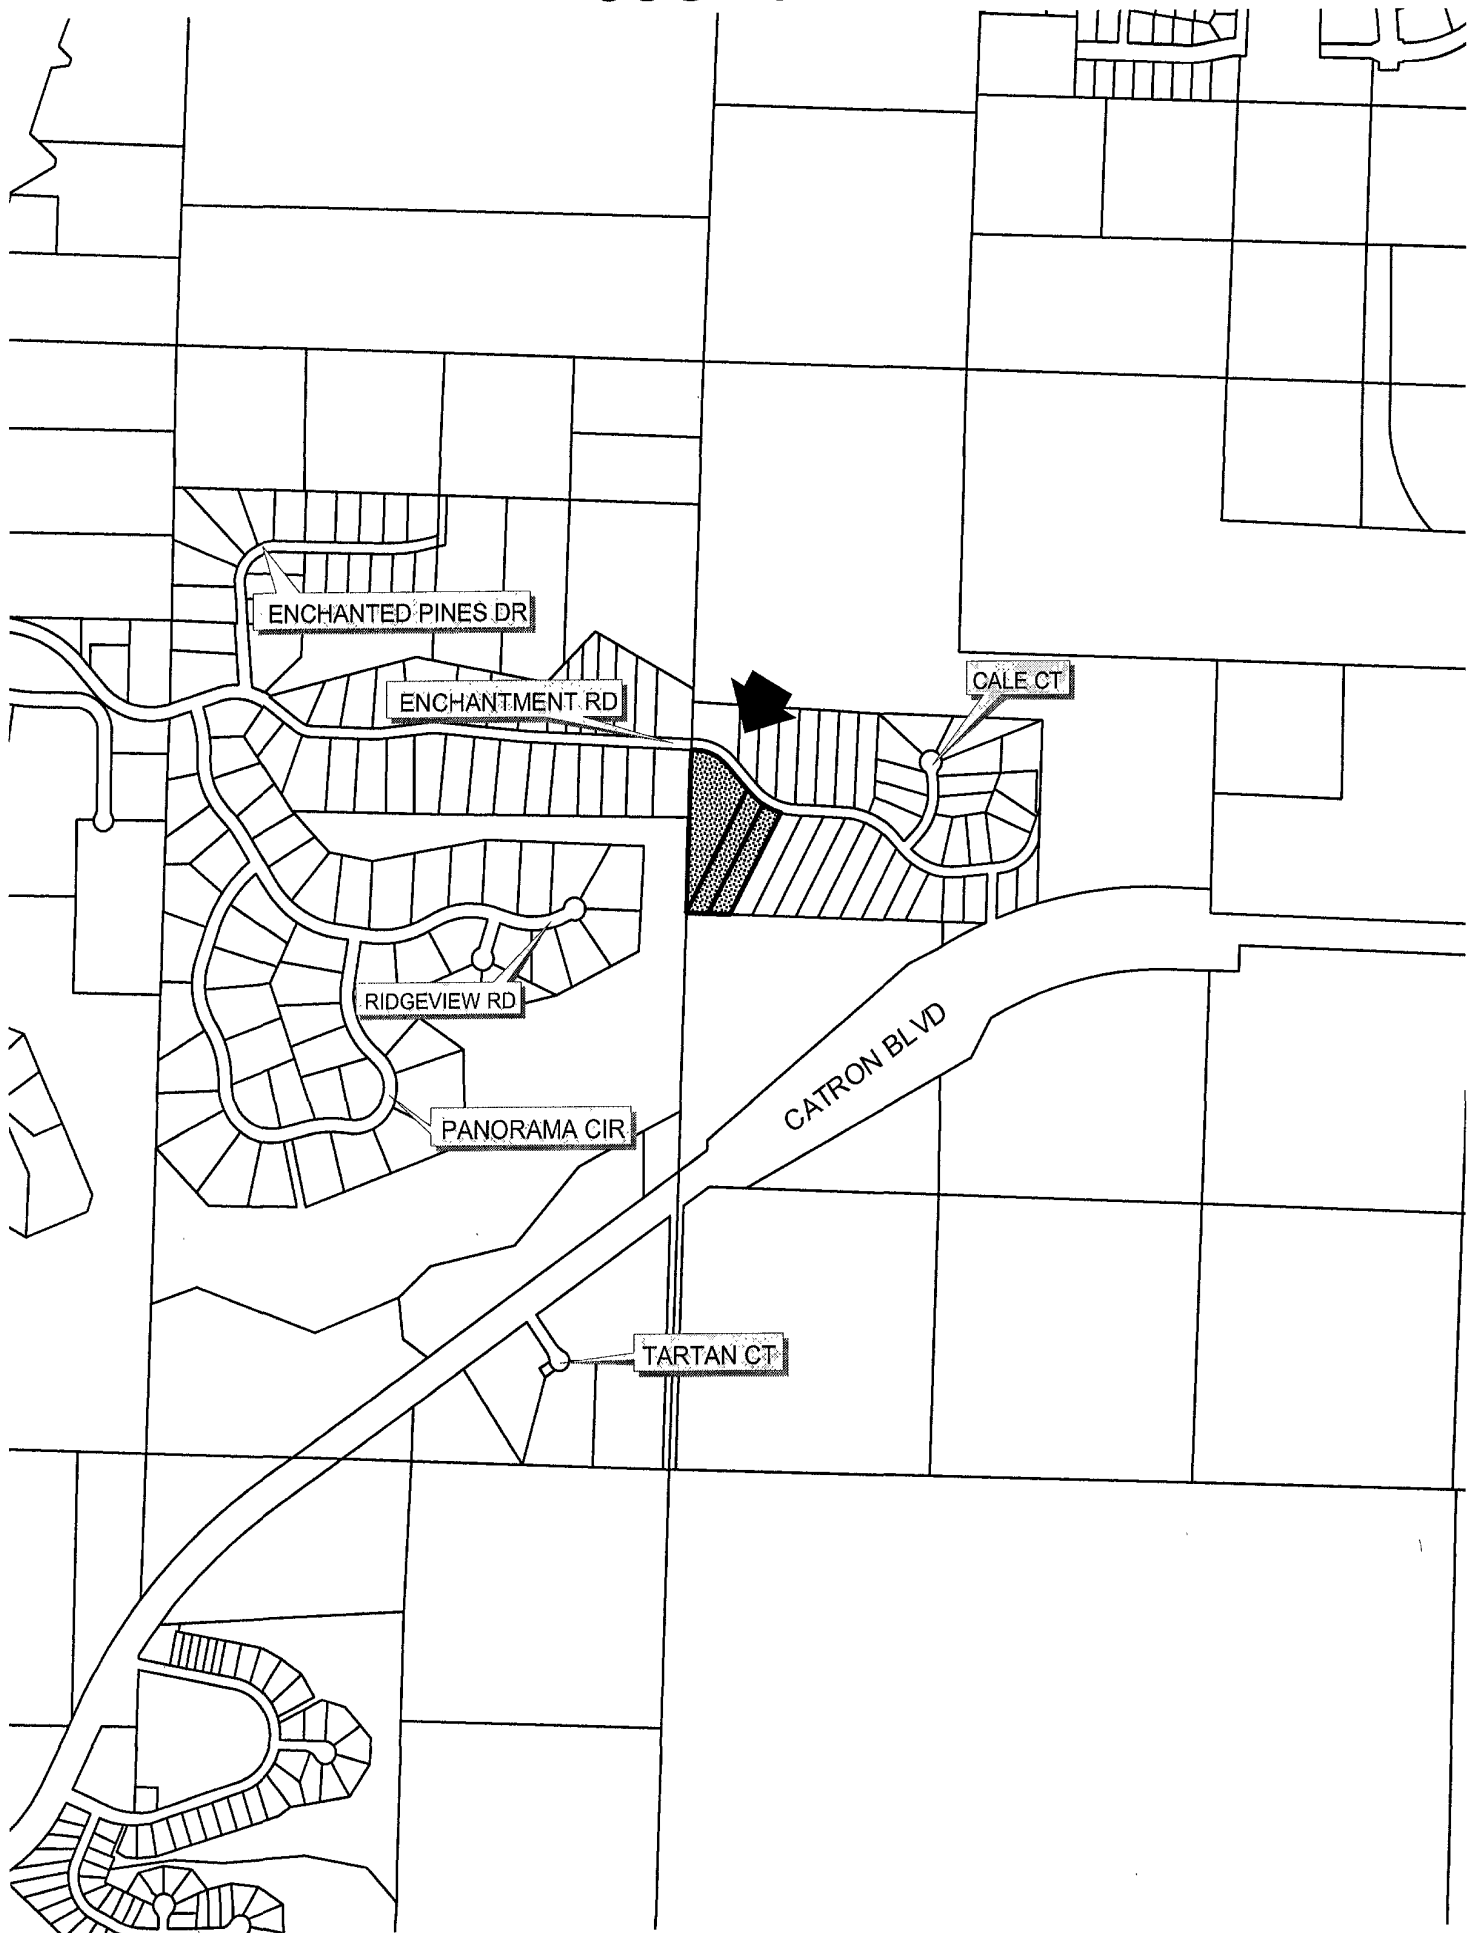 ENCHANTED PINES DR
ENCHANTMENT RD
CALE CT
RIDGEVIEW RD
CATRON BLVD
PANORAMA CIR
TARTAN CT